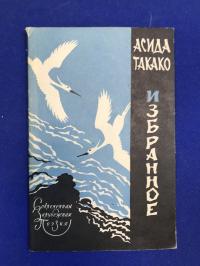 АСИДА
ТАКАКО
ИЗБРАННОЕ
Современная
Зарубежная
Поэзия